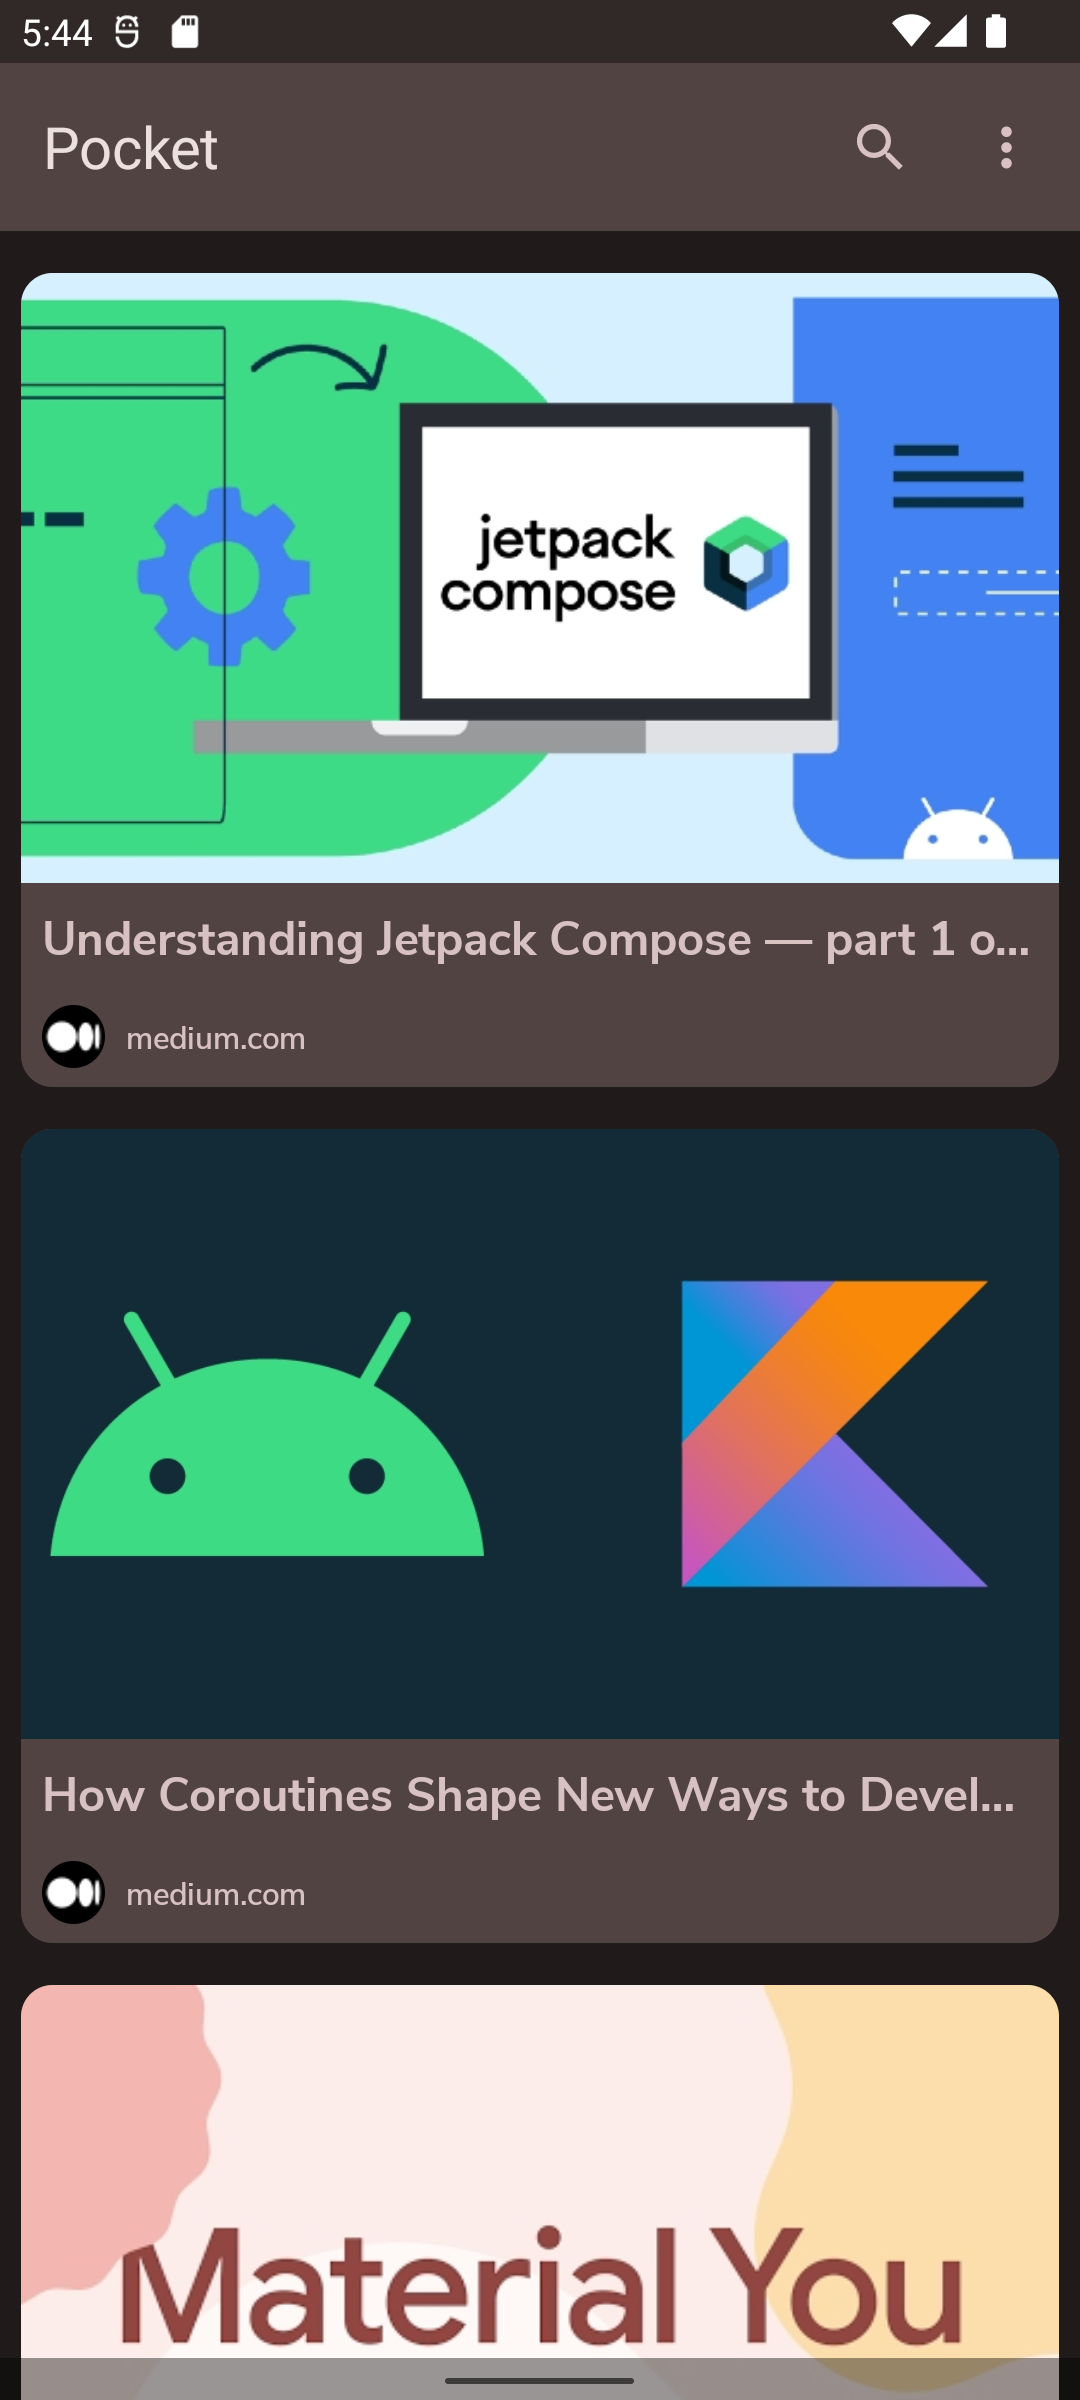 5:44
Pocket
jetpack
compose
Understanding Jetpack Compose — part 1 o...
medium.com
How Coroutines Shape New Ways to Devel...
medium.com
Material You